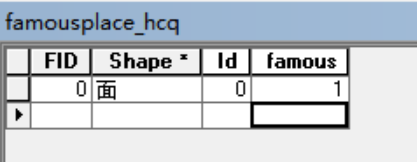 famousplace_hcq
FID Shape * Id famous
0 面 0 1